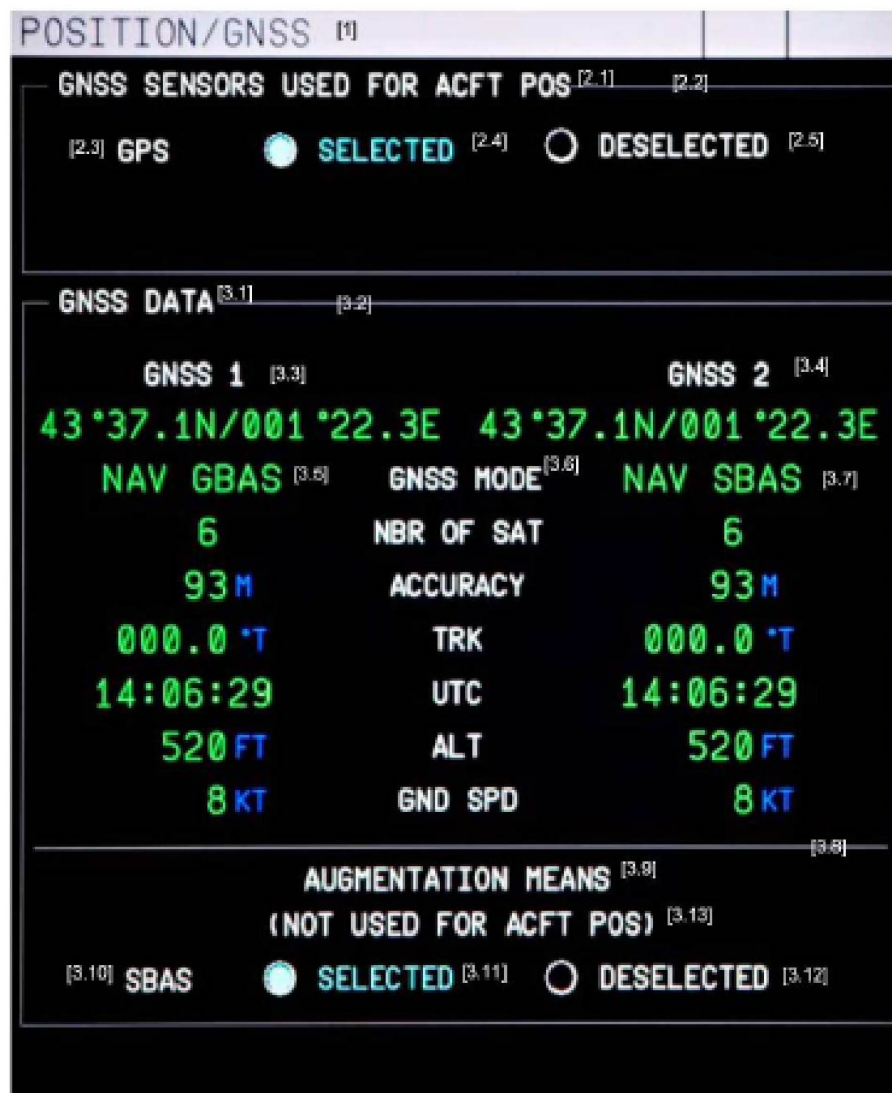 POSITION/GNSS [1]
GNSS SENSORS USED FOR ACFT POS [2.1] [2.2]
[2.3] GPS SELECTED [2.4] DESELECTED [2.5]
GNSS DATA [3.1] [3.2]
GNSS 1 [3.3] GNSS 2 [3.4]
43°37.1N/001°22.3E 43°37.1N/001°22.3E
NAV GBAS [3.5] GNSS MODE [3.6] NAV SBAS [3.7]
6 NBR OF SAT 6
93 M ACCURACY 93 M
000.0 °T TRK 000.0 °T
14:06:29 UTC 14:06:29
520 FT ALT 520 FT
8 KT GND SPD 8 KT
[3.8]
AUGMENTATION MEANS [3.9]
(NOT USED FOR ACFT POS) [3.13]
[3.10] SBAS SELECTED [3.11] DESELECTED [3.12]